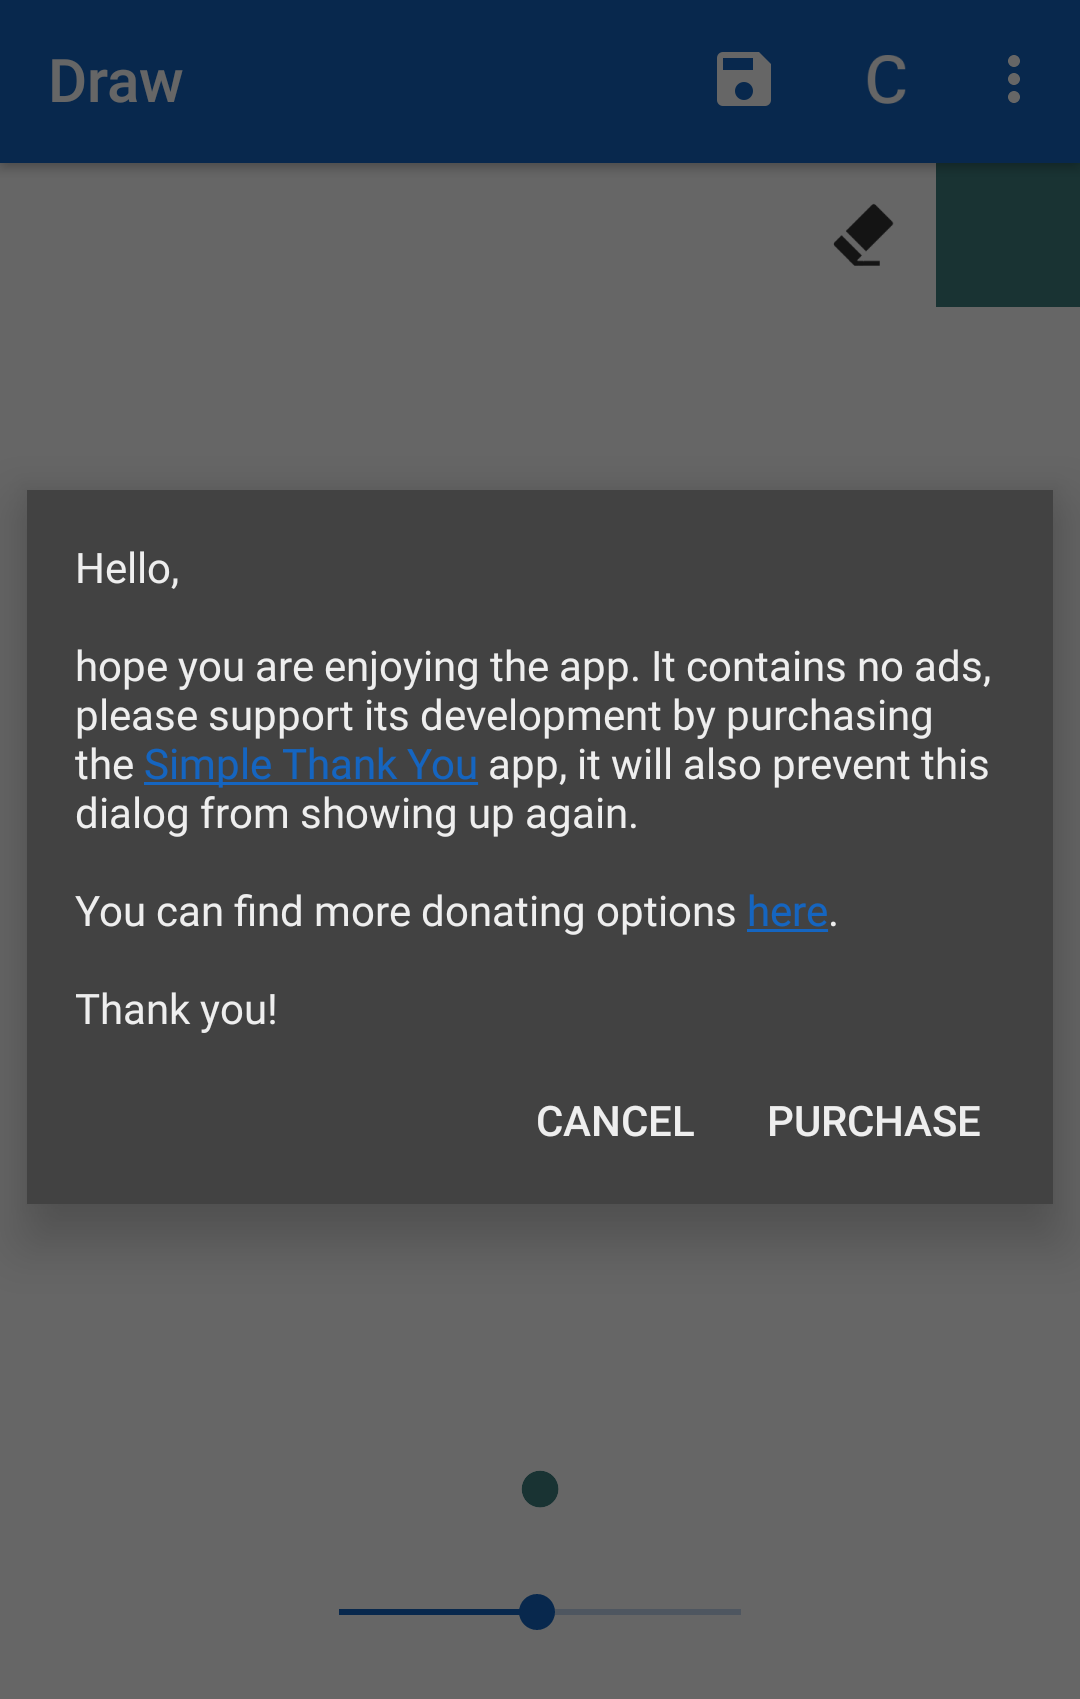 Draw
C
Hello,
hope you are enjoying the app. It contains no ads,
please support its development by purchasing
the Simple Thank You app, it will also prevent this
dialog from showing up again.
You can find more donating options here.
Thank you!
CANCEL PURCHASE